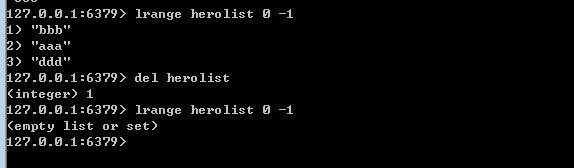 127.0.0.1:6379> lrange herolist 0 -1
1) "bbb"
2) "aaa"
3) "ddd"
127.0.0.1:6379> del herolist
(integer) 1
127.0.0.1:6379> lrange herolist 0 -1
(empty list or set)
127.0.0.1:6379>